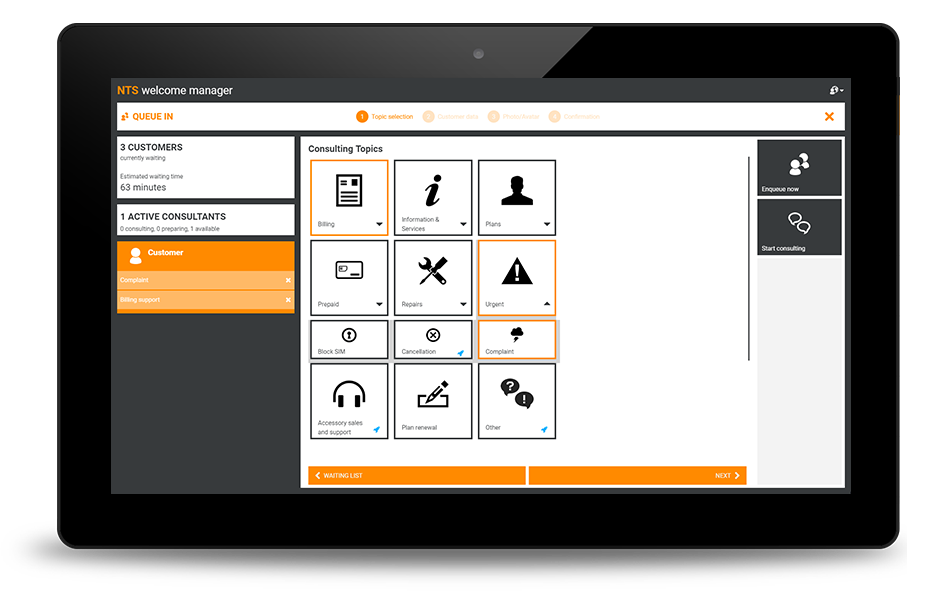 NTS welcome manager
QUEUE IN
1 Topic selection 2 Customer data 3 Photo/Avatar 4 Confirmation
3 CUSTOMERS
currently waiting
Estimated waiting time
63 minutes
1 ACTIVE CONSULTANTS
0 consulting, 0 preparing, 1 available
Customer
Complaint
Billing support
Consulting Topics
Billing
Information &
Services
Plans
Prepaid
Repairs
Urgent
Block SIM
Cancellation
Complaint
Accessory sales
and support
Plan renewal
Other
WAITING LIST
NEXT
Enqueue now
Start consulting